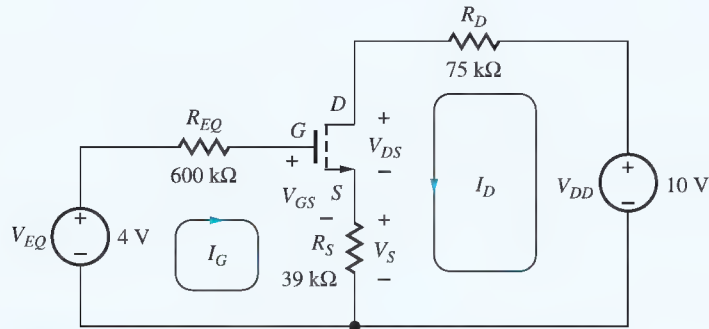 R_D
75 kΩ
D
R_EQ
G
+
+
V_DS
600 kΩ
–
V_GS
S
I_D
V_DD
+
–
10 V
V_EQ
+
–
4 V
I_G
–
+
R_S
V_S
39 kΩ
–